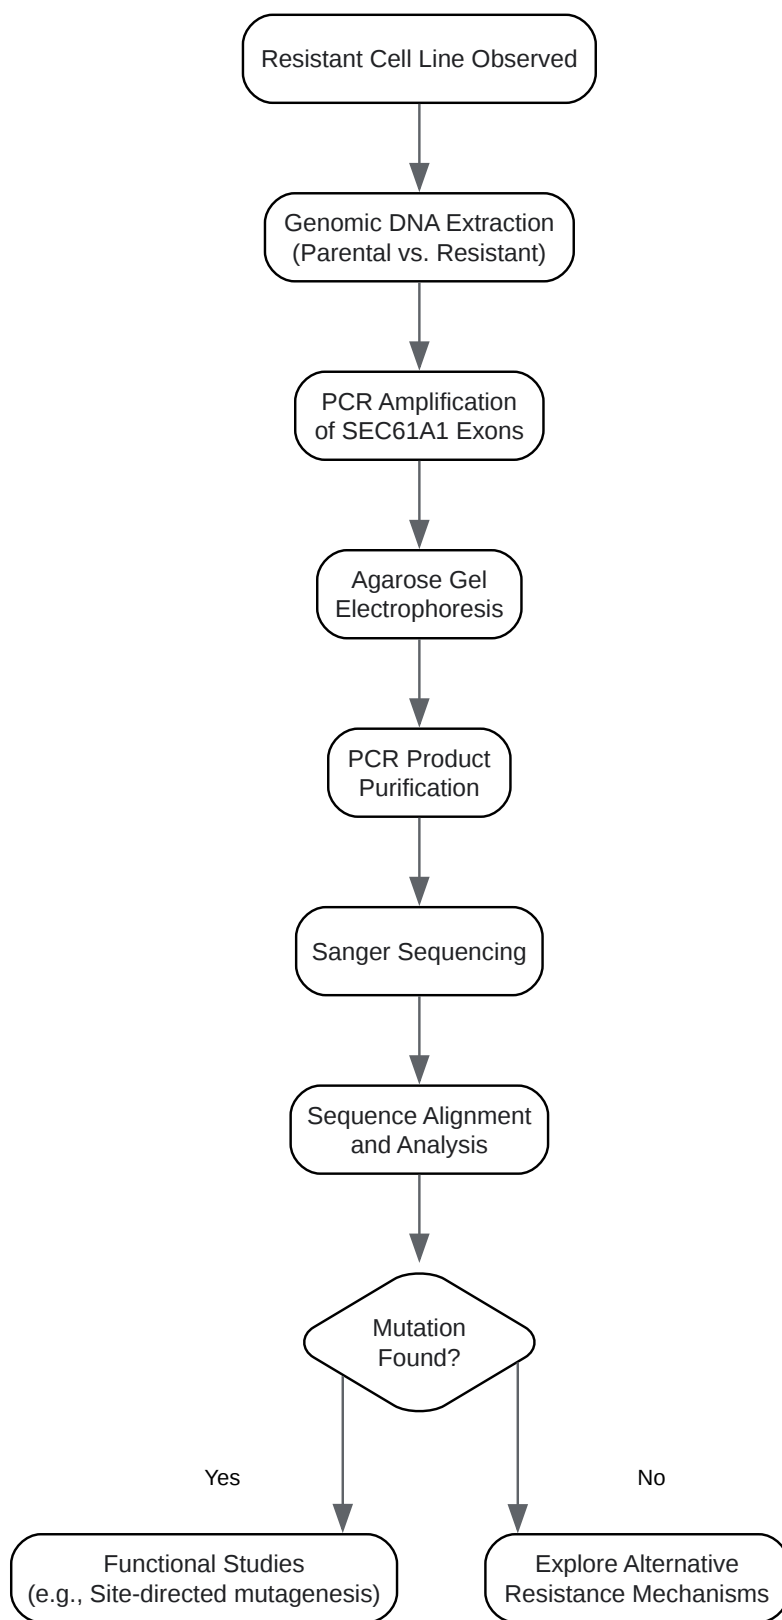 Resistant Cell Line Observed
Genomic DNA Extraction
(Parental vs. Resistant)
PCR Amplification
of SEC61A1 Exons
Agarose Gel
Electrophoresis
PCR Product
Purification
Sanger Sequencing
Sequence Alignment
and Analysis
Mutation
Found?
Yes
No
Functional Studies
(e.g., Site-directed mutagenesis)
Explore Alternative
Resistance Mechanisms